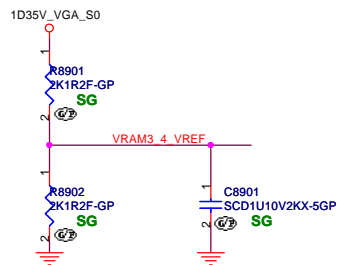 1D35V_VGA_S0
1
R8901
2K1R2F-GP
SG
2
G/P
VRAM3_4_VREF
1
R8902
2K1R2F-GP
SG
2
G/P
1
C8901
SCD1U10V2KX-5GP
SG
2
G/P